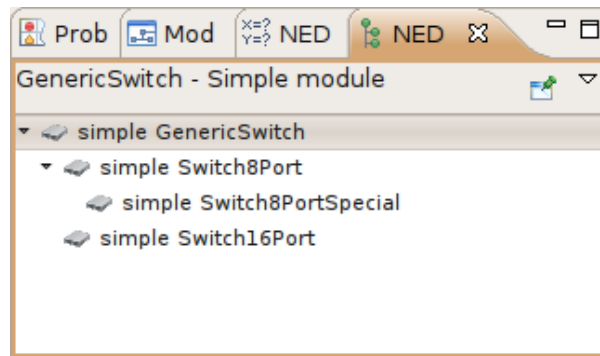 Prob Mod X=? Y=? NED NED
GenericSwitch - Simple module
simple GenericSwitch
simple Switch8Port
simple Switch8PortSpecial
simple Switch16Port